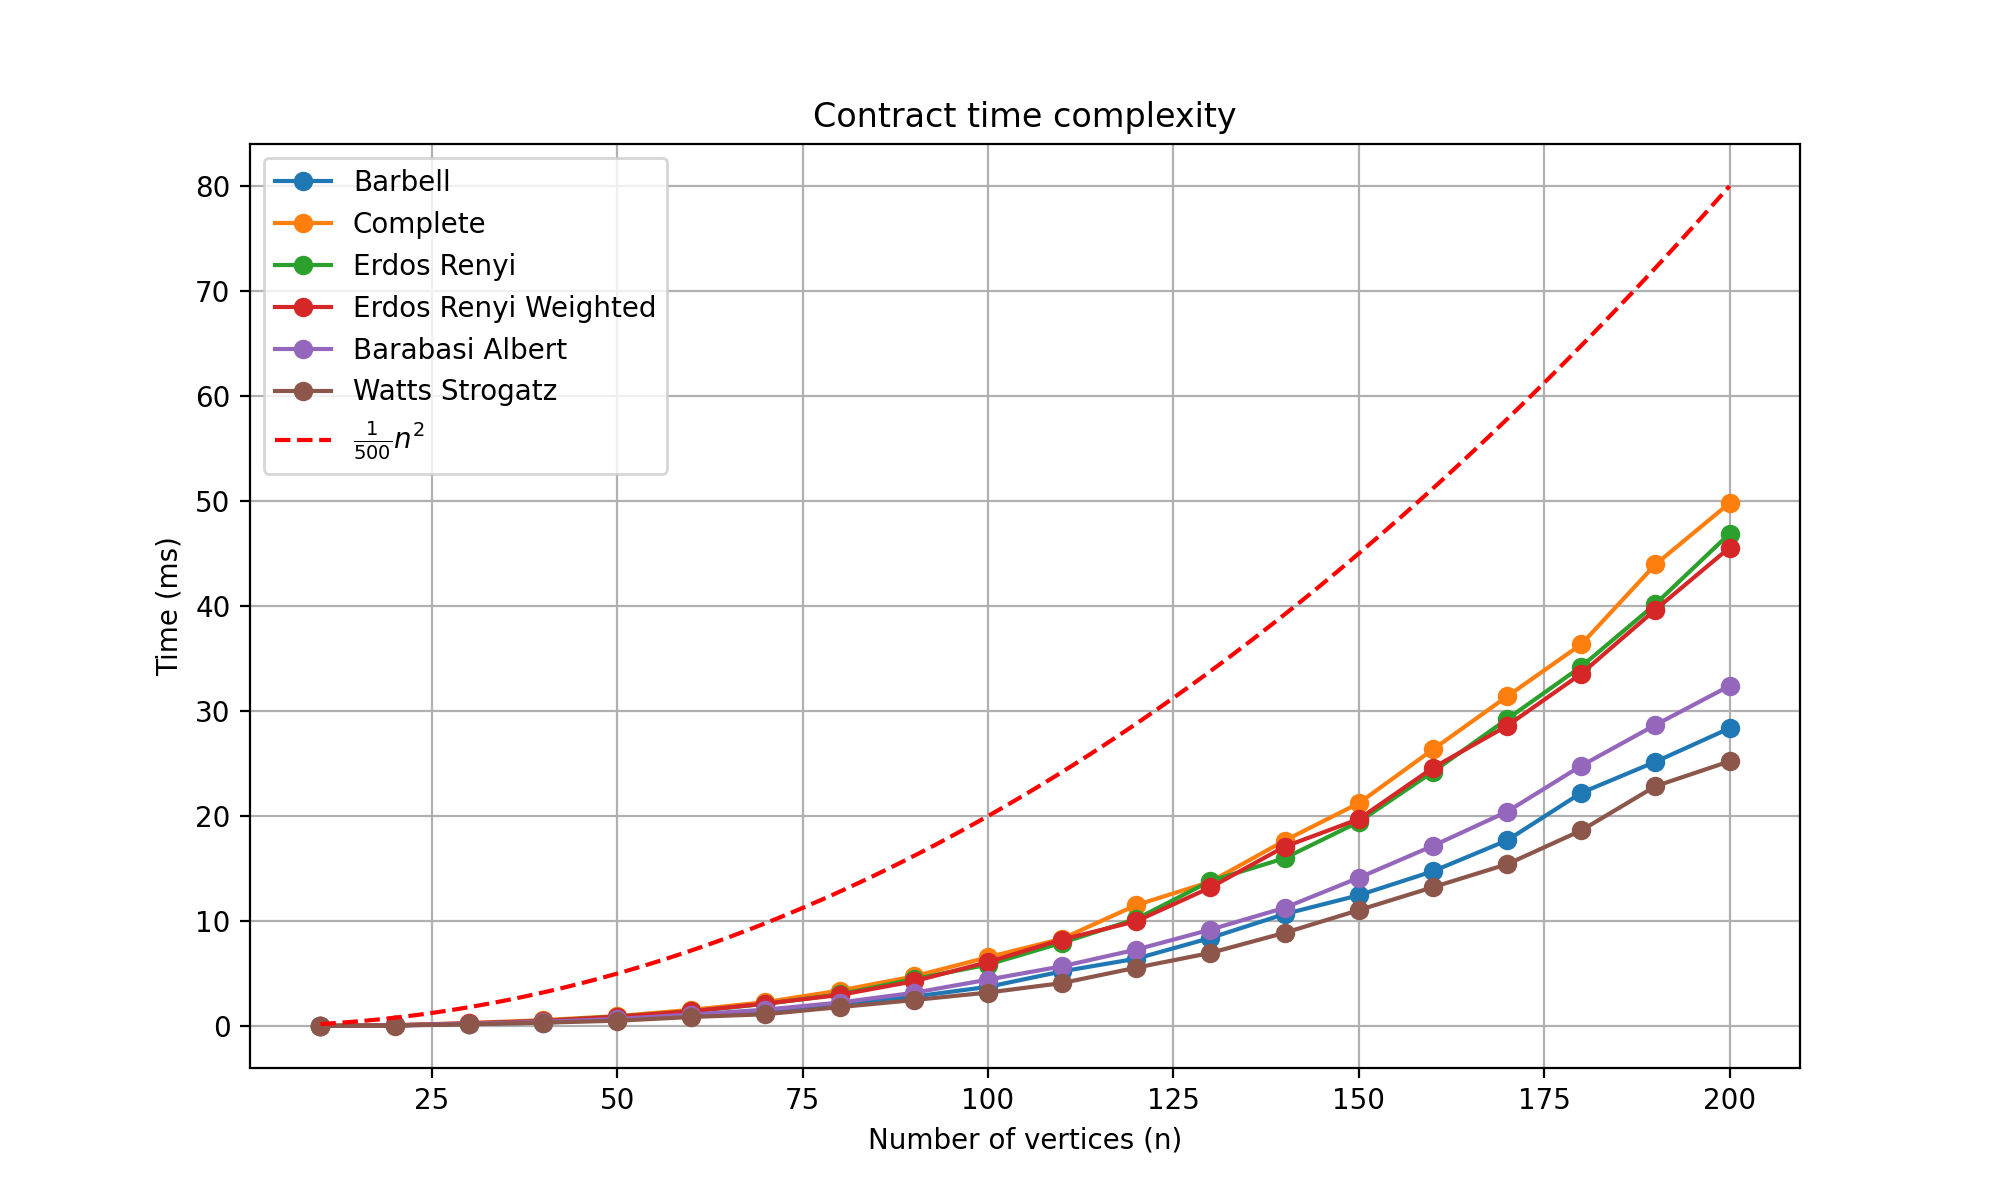 Contract time complexity
Barbell
Complete
Erdos Renyi
Erdos Renyi Weighted
Barabasi Albert
Watts Strogatz
1/500 n²
Time (ms)
80
70
60
50
40
30
20
10
0
25 50 75 100 125 150 175 200
Number of vertices (n)